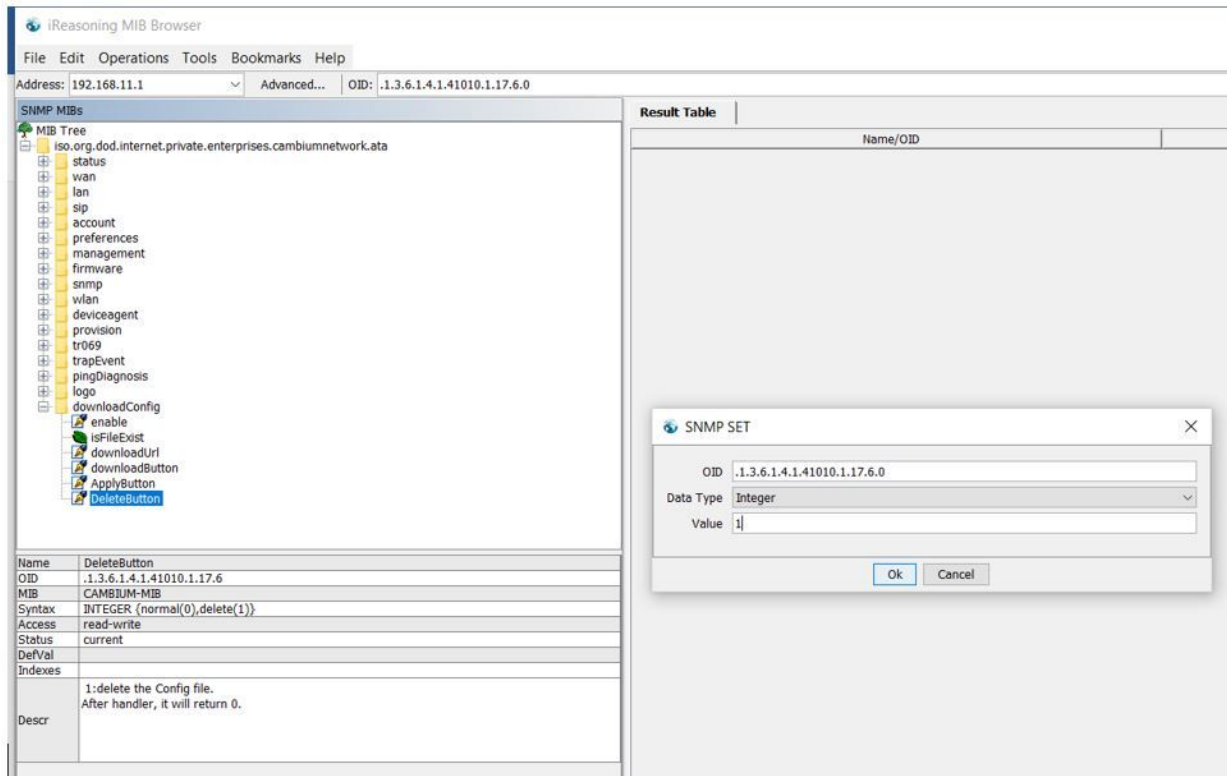 iReasoning MIB Browser
File Edit Operations Tools Bookmarks Help
Address: 192.168.11.1 Advanced... OID: .1.3.6.1.4.1.41010.1.17.6.0
SNMP MIBs
MIB Tree
iso.org.dod.internet.private.enterprises.cambiumnetwork.ata
status
wan
lan
sip
account
preferences
management
firmware
snmp
wlan
deviceagent
provision
tr069
trapEvent
pingDiagnosis
logo
downloadConfig
enable
isFileExist
downloadUrl
downloadButton
ApplyButton
DeleteButton
Name DeleteButton
OID .1.3.6.1.4.1.41010.1.17.6
MIB CAMBIUM-MIB
Syntax INTEGER {normal(0),delete(1)}
Access read-write
Status current
DefVal
Indexes
Descr
1:delete the Config file.
After handler, it will return 0.
Result Table
Name/OID
SNMP SET
OID .1.3.6.1.4.1.41010.1.17.6.0
Data Type Integer
Value 1
Ok Cancel